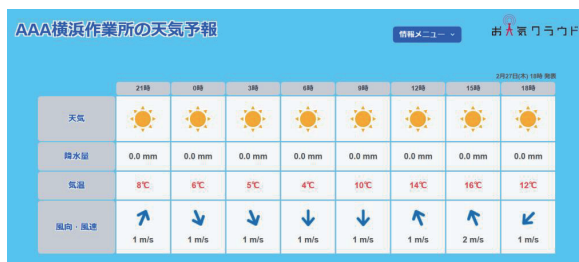 AAA横浜作業所の天気予報
情報メニュー
お天気クラウド
2月27日(木) 18時 発表
21時 0時 3時 6時 9時 12時 15時 18時
天気
降水量 0.0 mm 0.0 mm 0.0 mm 0.0 mm 0.0 mm 0.0 mm 0.0 mm 0.0 mm
気温 8℃ 6℃ 5℃ 4℃ 10℃ 14℃ 16℃ 12℃
風向・風速 1 m/s 1 m/s 1 m/s 1 m/s 1 m/s 1 m/s 2 m/s 1 m/s